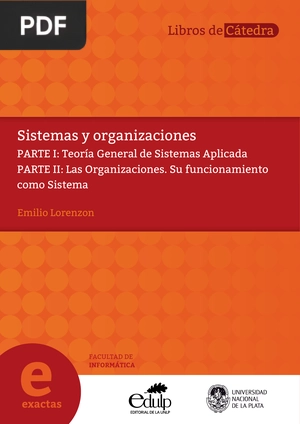 PDF
Libros de Cátedra
Sistemas y organizaciones
PARTE I: Teoría General de Sistemas Aplicada
PARTE II: Las Organizaciones. Su funcionamiento
como Sistema
Emilio Lorenzon
e
exactas
FACULTAD DE
INFORMÁTICA
edulp
EDITORIAL DE LA UNLP
UNIVERSIDAD
NACIONAL
DE LA PLATA